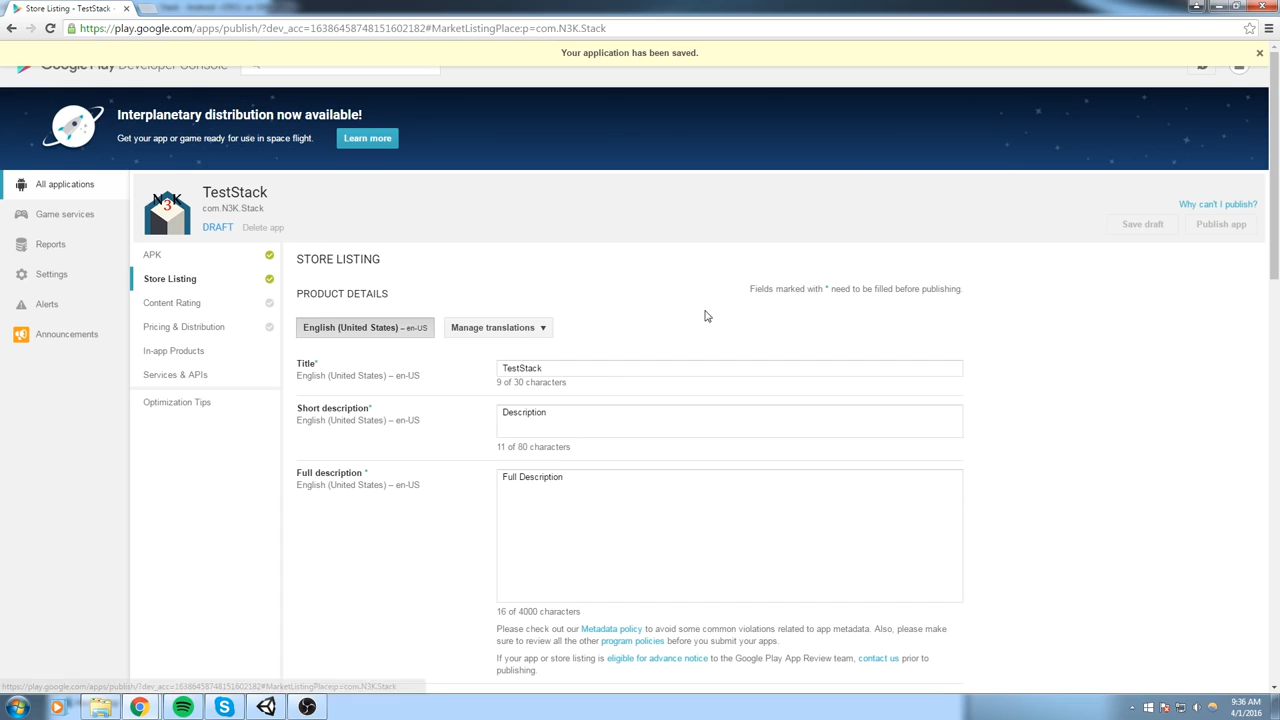 Store Listing - TestStack - ×
https://play.google.com/apps/publish/?dev_acc=16386458748151602182#MarketListingPlace:p=com.N3K.Stack
Your application has been saved.
×
Google Play Developer Console
Interplanetary distribution now available!
Get your app or game ready for use in space flight.
Learn more
All applications
Game services
Reports
Settings
Alerts
Announcements
N3K
TestStack
com.N3K.Stack
DRAFT Delete app
Why can't I publish?
Save draft
Publish app
APK
Store Listing
Content Rating
Pricing & Distribution
In-app Products
Services & APIs
Optimization Tips
STORE LISTING
PRODUCT DETAILS
Fields marked with * need to be filled before publishing.
English (United States) – en-US
Manage translations ▼
Title*
English (United States) – en-US
TestStack
9 of 30 characters
Short description*
English (United States) – en-US
Description
11 of 80 characters
Full description *
English (United States) – en-US
Full Description
16 of 4000 characters
Please check out our Metadata policy to avoid some common violations related to app metadata. Also, please make
sure to review all the other program policies before you submit your apps.
If your app or store listing is eligible for advance notice to the Google Play App Review team, contact us prior to
publishing.
https://play.google.com/apps/publish/?dev_acc=16386458748151602182#MarketListingPlace:p=com.N3K.Stack
9:36 AM
4/1/2016